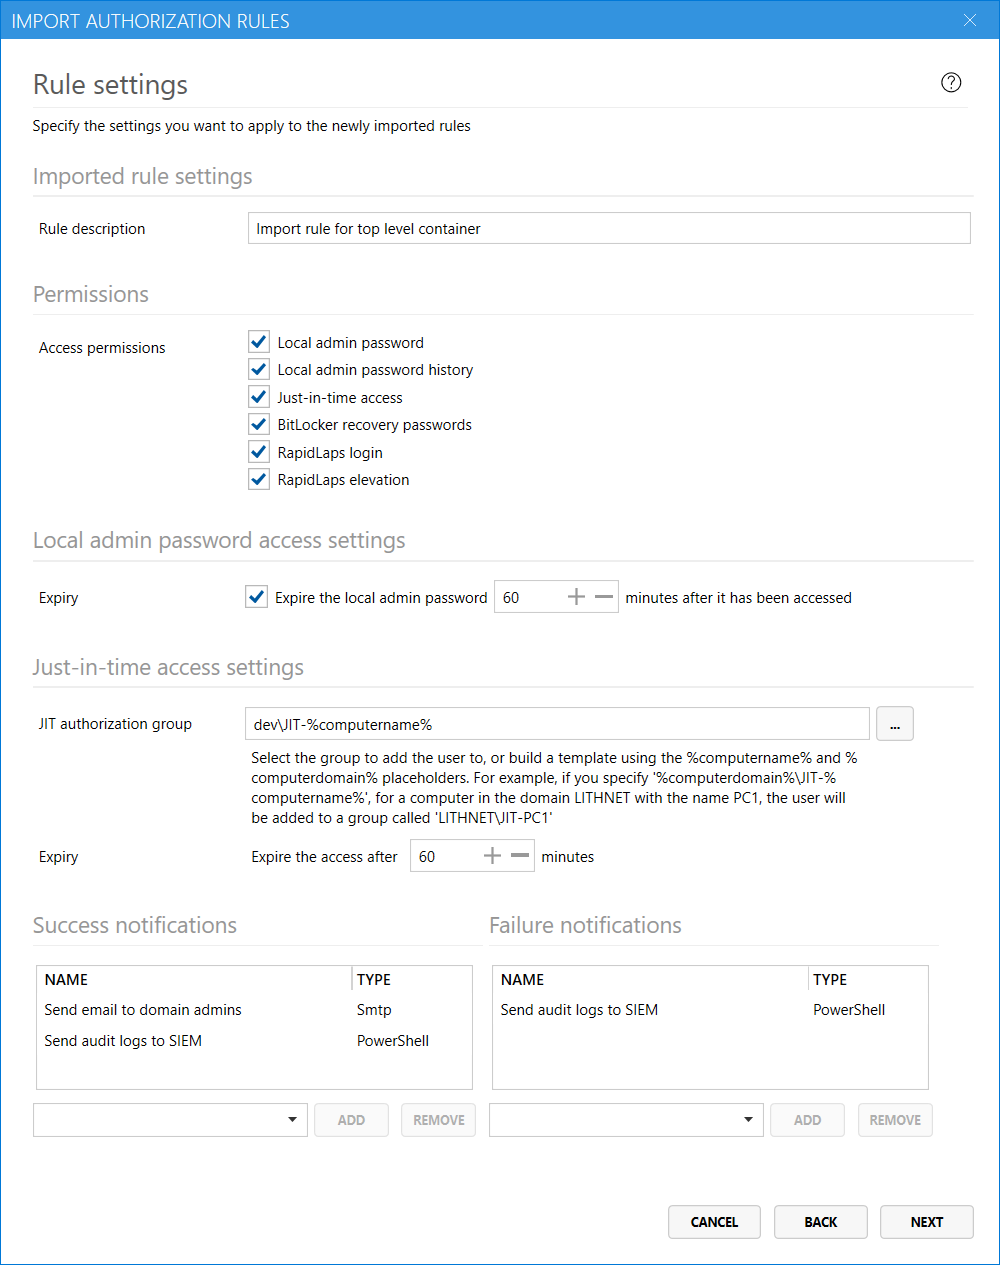 IMPORT AUTHORIZATION RULES
Rule settings
?
Specify the settings you want to apply to the newly imported rules
Imported rule settings
Rule description
Import rule for top level container
Permissions
Access permissions
Local admin password
Local admin password history
Just-in-time access
BitLocker recovery passwords
RapidLaps login
RapidLaps elevation
Local admin password access settings
Expiry
Expire the local admin password 60 minutes after it has been accessed
Just-in-time access settings
JIT authorization group
dev\JIT-%computername%
...
Select the group to add the user to, or build a template using the %computername% and %
computerdomain% placeholders. For example, if you specify '%computerdomain%\JIT-%
computername%', for a computer in the domain LITHNET with the name PC1, the user will
be added to a group called 'LITHNET\JIT-PC1'
Expiry
Expire the access after 60 minutes
Success notifications
NAME TYPE
Send email to domain admins Smtp
Send audit logs to SIEM PowerShell
ADD REMOVE
Failure notifications
NAME TYPE
Send audit logs to SIEM PowerShell
ADD REMOVE
CANCEL BACK NEXT